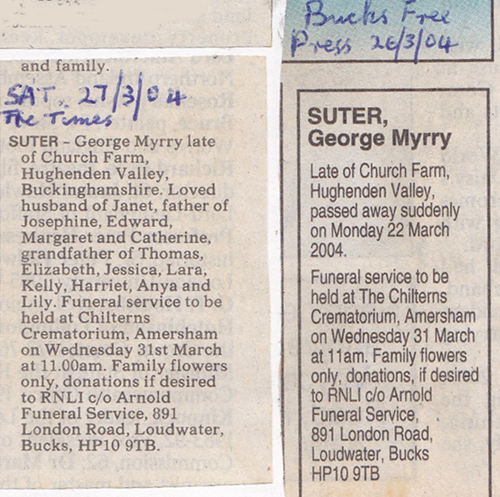 and family.
SAT. 27/3/04
The Times
SUTER – George Myrry late
of Church Farm,
Hughenden Valley,
Buckinghamshire. Loved
husband of Janet, father of
Josephine, Edward,
Margaret and Catherine,
grandfather of Thomas,
Elizabeth, Jessica, Lara,
Kelly, Harriet, Anya and
Lily. Funeral service to be
held at Chilterns
Crematorium, Amersham
on Wednesday 31st March
at 11.00am. Family flowers
only, donations if desired
to RNLI c/o Arnold
Funeral Service, 891
London Road, Loudwater,
Bucks, HP10 9TB.
Bucks Free
Press 26/3/04
SUTER,
George Myrry
Late of Church Farm,
Hughenden Valley,
passed away suddenly
on Monday 22 March
2004.
Funeral service to be
held at The Chilterns
Crematorium, Amersham
on Wednesday 31 March
at 11am. Family flowers
only, donations, if desired
to RNLI c/o Arnold
Funeral Service,
891 London Road,
Loudwater, Bucks
HP10 9TB